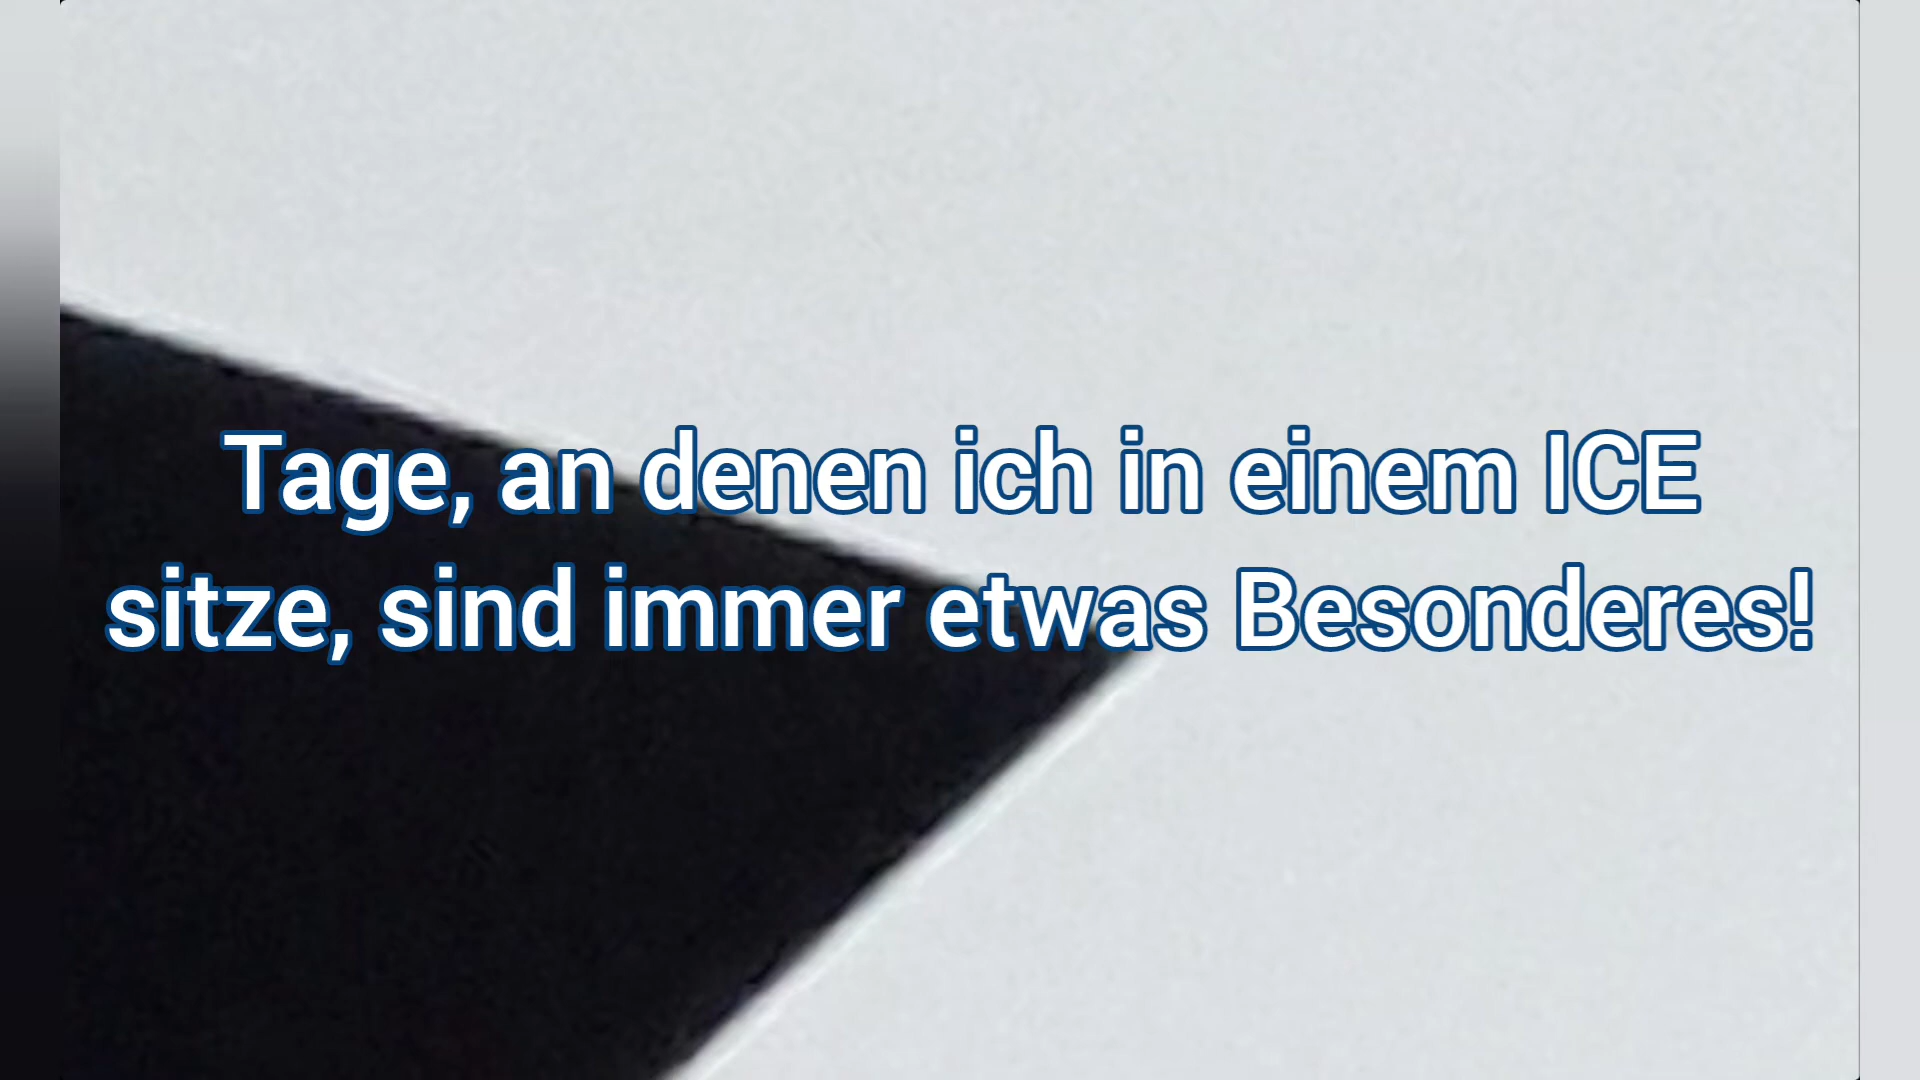 Tage, an denen ich in einem ICE
sitze, sind immer etwas Besonderes!